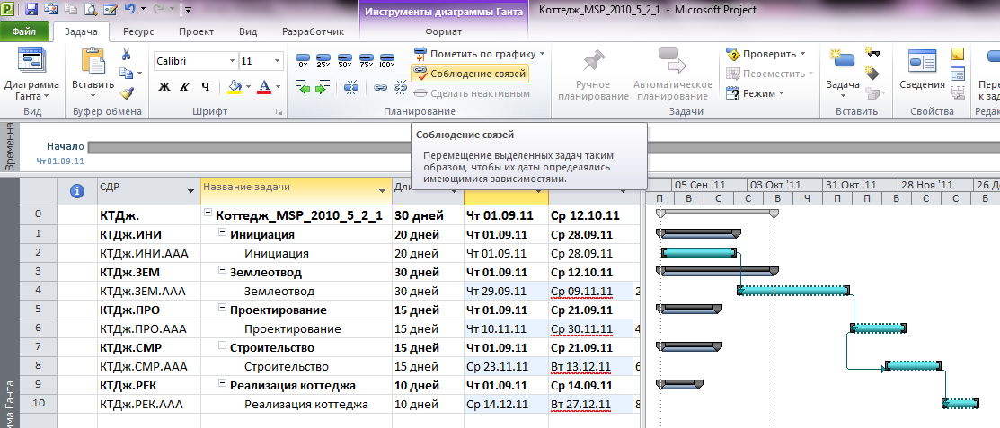 Инструменты диаграммы Ганта
Коттедж_MSP_2010_5_2_1 - Microsoft Project
Файл Задача Ресурс Проект Вид Разработчик Формат
Диаграмма Ганта
Вид
Вставить
Буфер обмена
Calibri 11
Ж К Ч
Шрифт
0% 25% 50% 75% 100%
Пометить по графику
Соблюдение связей
Сделать неактивным
Планирование
Ручное планирование
Автоматическое планирование
Проверить
Переместить
Режим
Задачи
Задача
Вставить
Сведения
Свойства
Временна
Начало
Чт 01.09.11
Соблюдение связей
Перемещение выделенных задач таким
образом, чтобы их даты определялись
имеющимися зависимостями.
СДР Название задачи Дли
05 Сен '11 03 Окт '11 31 Окт '11 28 Ноя '11 26 Д
П В С Ч П В С Ч П В С В
0 КТДж. Коттедж_MSP_2010_5_2_1 30 дней Чт 01.09.11 Ср 12.10.11
1 КТДж.ИНИ Инициация 20 дней Чт 01.09.11 Ср 28.09.11
2 КТДж.ИНИ.ААА Инициация 20 дней Чт 01.09.11 Ср 28.09.11
3 КТДж.ЗЕМ Землеотвод 30 дней Чт 01.09.11 Ср 12.10.11
4 КТДж.ЗЕМ.ААА Землеотвод 30 дней Чт 29.09.11 Ср 09.11.11 2
5 КТДж.ПРО Проектирование 15 дней Чт 01.09.11 Ср 21.09.11
6 КТДж.ПРО.ААА Проектирование 15 дней Чт 10.11.11 Ср 30.11.11 4
7 КТДж.СМР Строительство 15 дней Чт 01.09.11 Ср 21.09.11
8 КТДж.СМР.ААА Строительство 15 дней Ср 23.11.11 Вт 13.12.11 6
9 КТДж.РЕК Реализация коттеджа 10 дней Чт 01.09.11 Ср 14.09.11
10 КТДж.РЕК.ААА Реализация коттеджа 10 дней Ср 14.12.11 Вт 27.12.11 8
мма Ганта